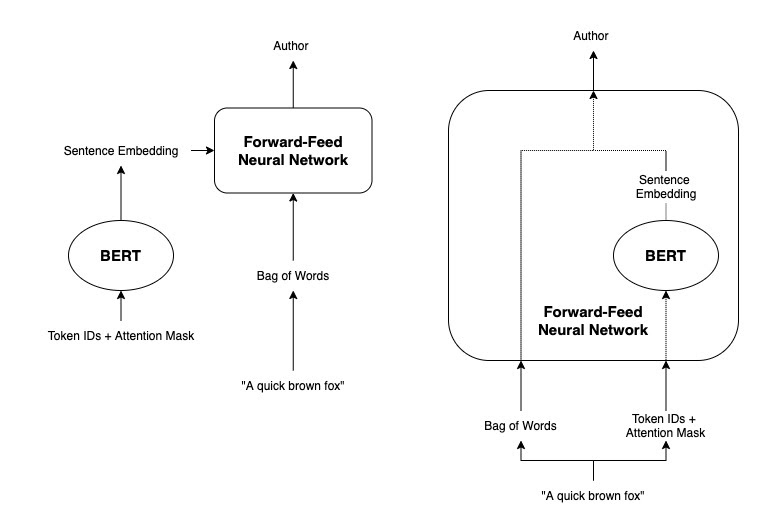 Author
Forward-Feed
Neural Network
Sentence Embedding
BERT
Bag of Words
Token IDs + Attention Mask
"A quick brown fox"
Author
Sentence
Embedding
BERT
Forward-Feed
Neural Network
Bag of Words
Token IDs +
Attention Mask
"A quick brown fox"